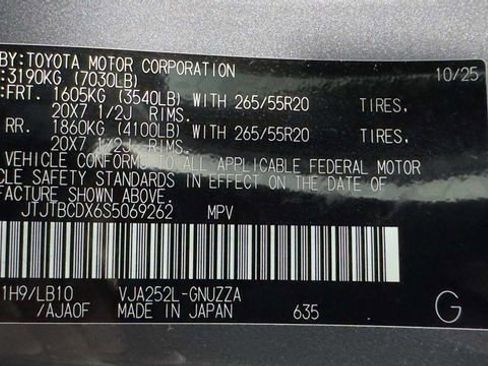 BY:TOYOTA MOTOR CORPORATION 10/25
:3190KG (7030LB)
:FRT. 1605KG (3540LB) WITH 265/55R20 TIRES.
20X7 1/2J RIMS.
RR. 1860KG (4100LB) WITH 265/55R20 TIRES.
20X7 1/2J RIMS.
VEHICLE CONFORMS TO ALL APPLICABLE FEDERAL MOTOR
CLE SAFETY STANDARDS IN EFFECT ON THE DATE OF
FACTURE SHOWN ABOVE.
JTJTBCDX6S5069262 MPV
1H9/LB10 VJA252L-GNUZZA
/AJAOF MADE IN JAPAN 635 G